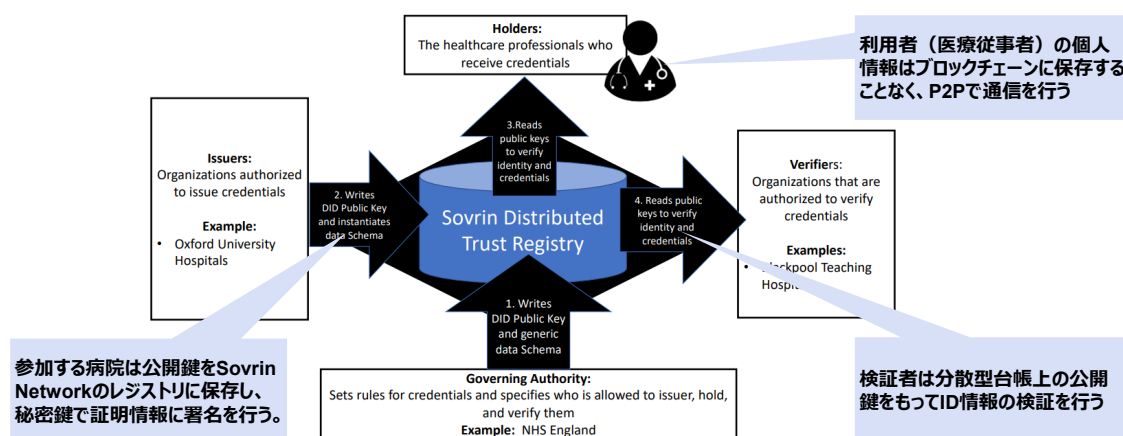 Holders:
The healthcare professionals who
receive credentials
利用者（医療従事者）の個人
情報はブロックチェーンに保存する
ことなく、P2Pで通信を行う
Issuers:
Organizations authorized
to issue credentials
Example:
• Oxford University
Hospitals
2. Writes
DID Public Key
and instantiates
data Schema
3.Reads
public keys
to verify
identity and
credentials
Sovrin Distributed
Trust Registry
4. Reads public
keys to verify
identity and
credentials
Verifiers:
Organizations that are
authorized to verify
credentials
Examples:
• Teaching
1. Writes
DID Public Key
and generic
data Schema
参加する病院は公開鍵をSovrin
Networkのレジストリに保存し、
秘密鍵で証明情報に署名を行う。
Governing Authority:
Sets rules for credentials and specifies who is allowed to issuer, hold,
and verify them
Example: NHS England
検証者は分散型台帳上の公開
鍵をもってID情報の検証を行う